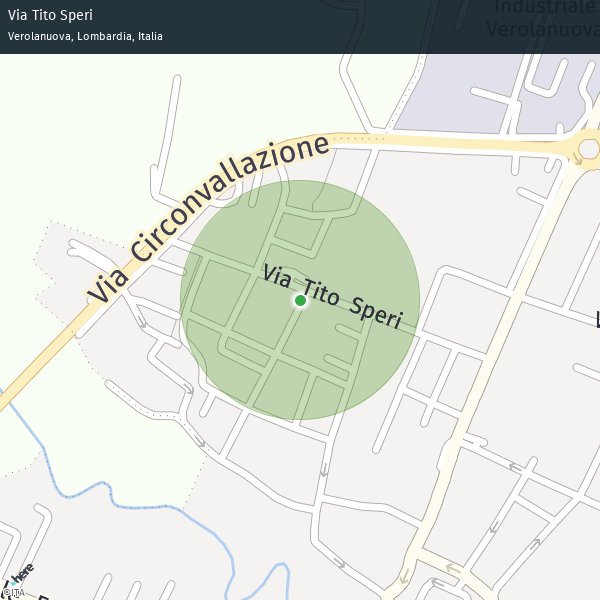 Via Tito Speri
Verolanuova, Lombardia, Italia
Industriale
Verolanuova
Via Circonvallazione
Via Tito Speri
here